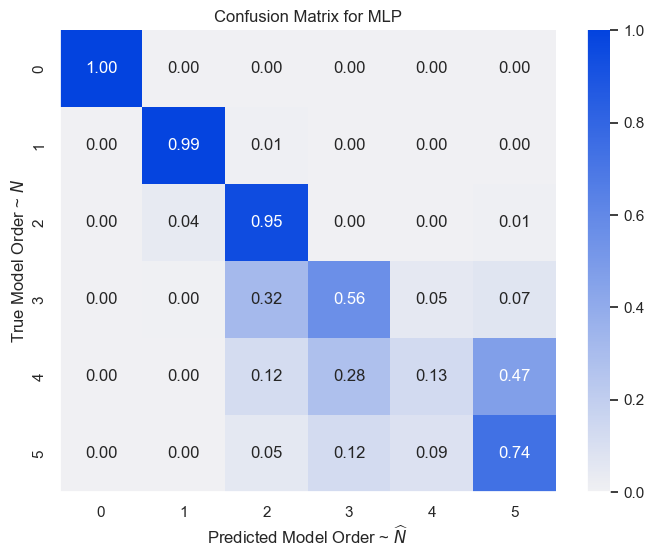 Confusion Matrix for MLP
True Model Order ~ N
0 1.00 0.00 0.00 0.00 0.00 0.00
1 0.00 0.99 0.01 0.00 0.00 0.00
2 0.00 0.04 0.95 0.00 0.00 0.01
3 0.00 0.00 0.32 0.56 0.05 0.07
4 0.00 0.00 0.12 0.28 0.13 0.47
5 0.00 0.00 0.05 0.12 0.09 0.74
0 1 2 3 4 5
Predicted Model Order ~ N̂
1.0
0.8
0.6
0.4
0.2
0.0